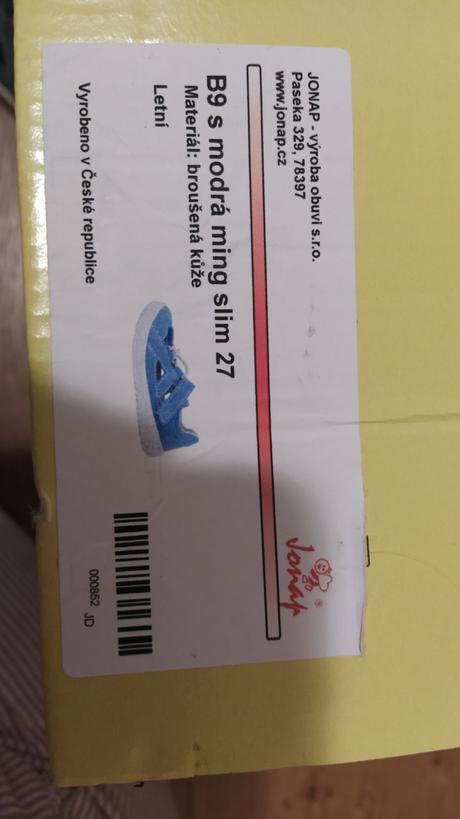 JONAP - výroba obuvi s.r.o.
Paseka 329, 78397
www.jonap.cz
Jonap ®
B9 s modrá ming slim 27
Materiál: broušená kůže
Letní
Vyrobeno v České republice
000852 JD